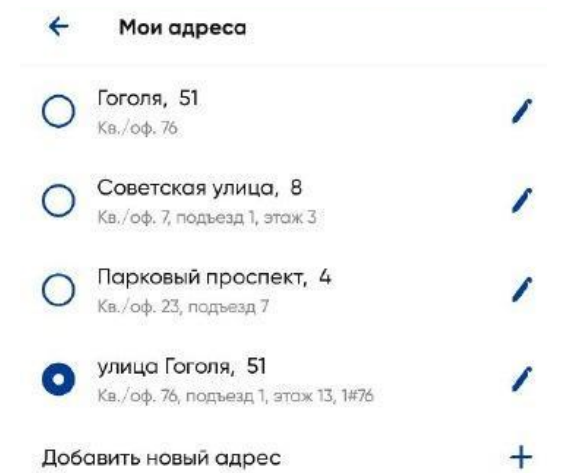 Мои адреса
Гоголя, 51
Кв./оф. 76
Советская улица, 8
Кв./оф. 7, подъезд 1, этаж 3
Парковый проспект, 4
Кв./оф. 23, подъезд 7
улица Гоголя, 51
Кв./оф. 76, подъезд 1, этаж 13, 1#76
Добавить новый адрес